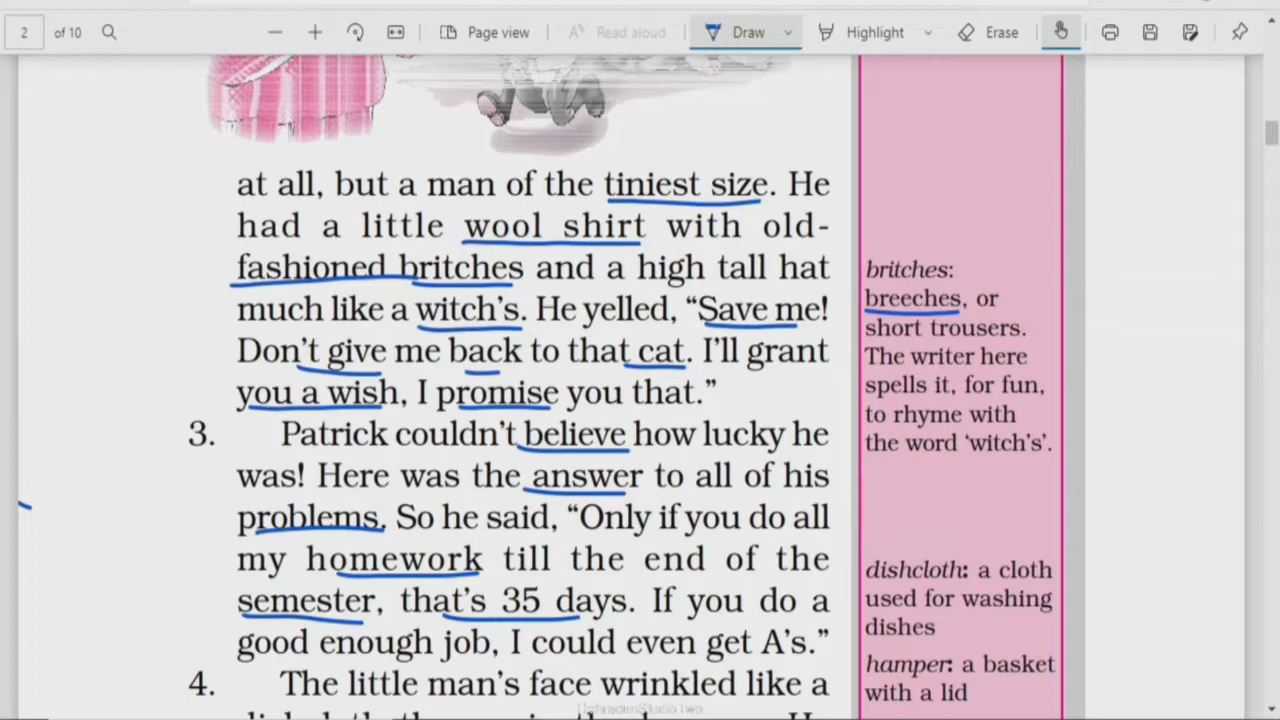 2 of 10 Page view Read aloud Draw Highlight Erase
at all, but a man of the tiniest size. He
had a little wool shirt with old-
fashioned britches and a high tall hat
much like a witch's. He yelled, “Save me!
Don't give me back to that cat. I'll grant
you a wish, I promise you that.”
3. Patrick couldn't believe how lucky he
was! Here was the answer to all of his
problems. So he said, “Only if you do all
my homework till the end of the
semester, that's 35 days. If you do a
good enough job, I could even get A's.”
4. The little man's face wrinkled like a
britches:
breeches, or
short trousers.
The writer here
spells it, for fun,
to rhyme with
the word ‘witch's’.
dishcloth: a cloth
used for washing
dishes
hamper: a basket
with a lid